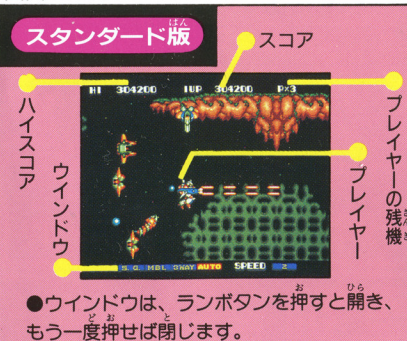 スタンダード版
はん
スコア
HI 304200 1UP 304200 P×3
ハイスコア
ウインドウ
プレイヤー
プレイヤーの残機
S.G. MBL 3WAY AUTO SPEED 2
●ウインドウは、ランボタンを押すと開き、
もう一度押せば閉じます。